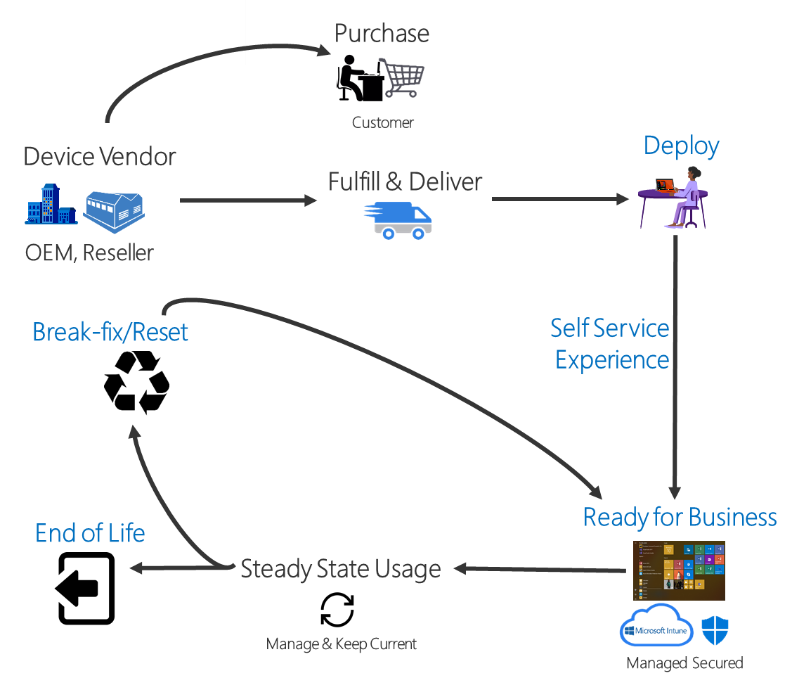 Purchase
Customer
Device Vendor
OEM, Reseller
Fulfill & Deliver
Deploy
Self Service
Experience
Break-fix/Reset
Ready for Business
Microsoft Intune
Managed Secured
Steady State Usage
Manage & Keep Current
End of Life